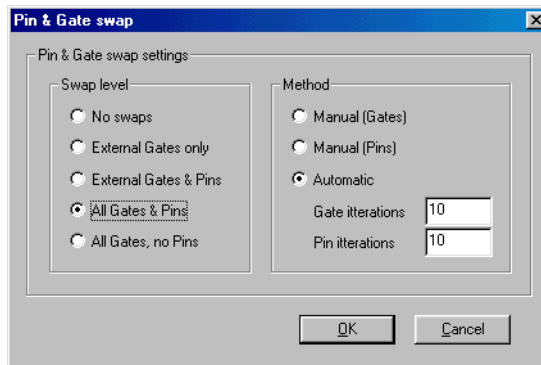 Pin & Gate swap
Pin & Gate swap settings
Swap level
No swaps
External Gates only
External Gates & Pins
All Gates & Pins
All Gates, no Pins
Method
Manual (Gates)
Manual (Pins)
Automatic
Gate itterations 10
Pin itterations 10
OK Cancel